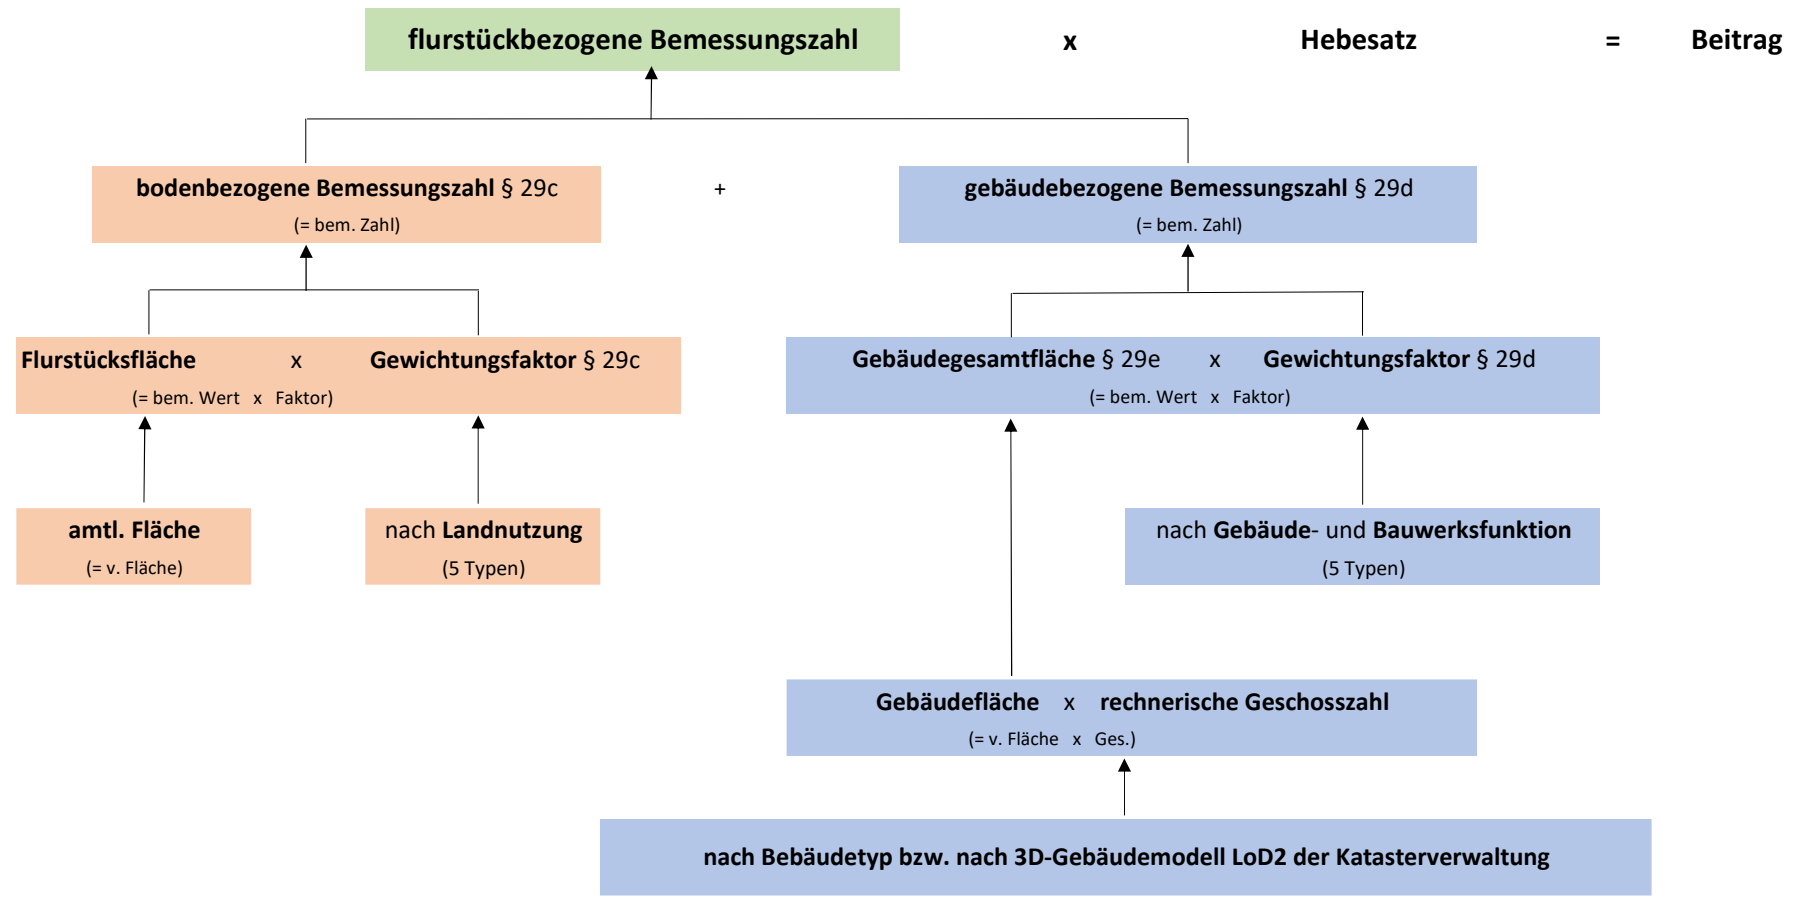 flurstückbezogene Bemessungszahl x Hebesatz = Beitrag
bodenbezogene Bemessungszahl § 29c + gebäudebezogene Bemessungszahl § 29d
(= bem. Zahl) (= bem. Zahl)
Flurstücksfläche x Gewichtungsfaktor § 29c Gebäudegesamtfläche § 29e x Gewichtungsfaktor § 29d
(= bem. Wert x Faktor) (= bem. Wert x Faktor)
amtl. Fläche nach Landnutzung nach Gebäude- und Bauwerksfunktion
(= v. Fläche) (5 Typen) (5 Typen)
Gebäudefläche x rechnerische Geschosszahl
(= v. Fläche x Ges.)
nach Bebäudetyp bzw. nach 3D-Gebäudemodell LoD2 der Katasterverwaltung